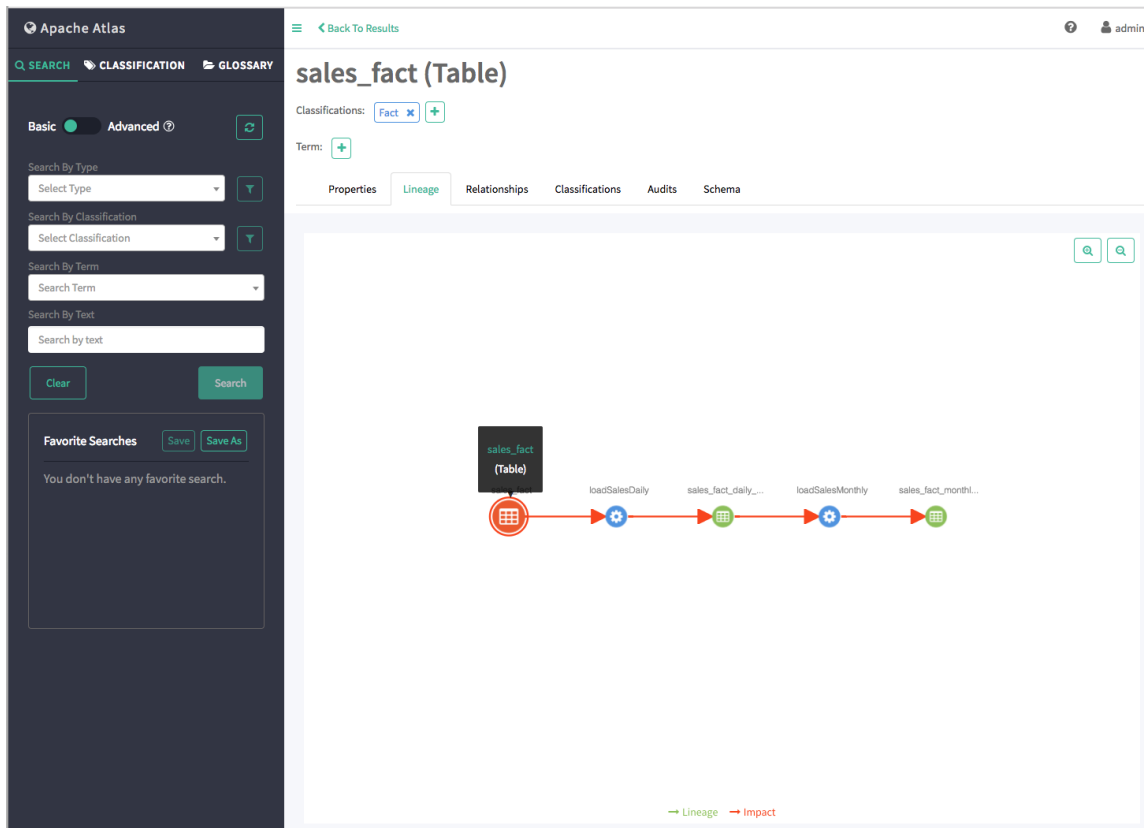 Apache Atlas
Back To Results
admin
SEARCH CLASSIFICATION GLOSSARY
sales_fact (Table)
Classifications: Fact
Term:
Basic Advanced
Properties Lineage Relationships Classifications Audits Schema
Search By Type
Select Type
Search By Classification
Select Classification
Search By Term
Search Term
Search By Text
Search by text
Clear Search
Favorite Searches Save Save As
You don't have any favorite search.
sales_fact
(Table)
sales_fact loadSalesDaily sales_fact_daily_... loadSalesMonthly sales_fact_monthl...
Lineage Impact